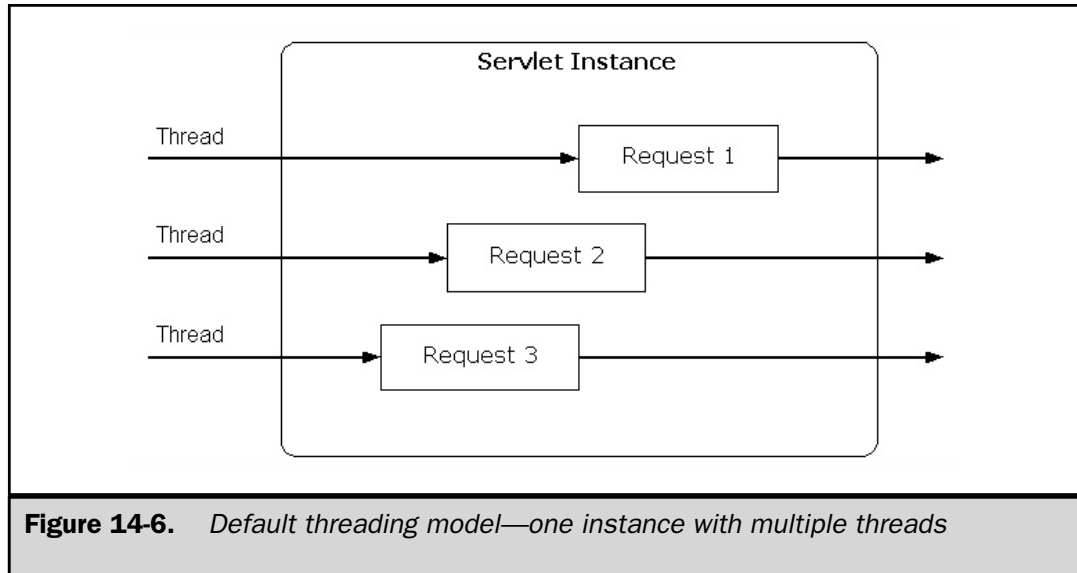 Servlet Instance
Thread
Request 1
Thread
Request 2
Thread
Request 3
Figure 14-6. Default threading model—one instance with multiple threads